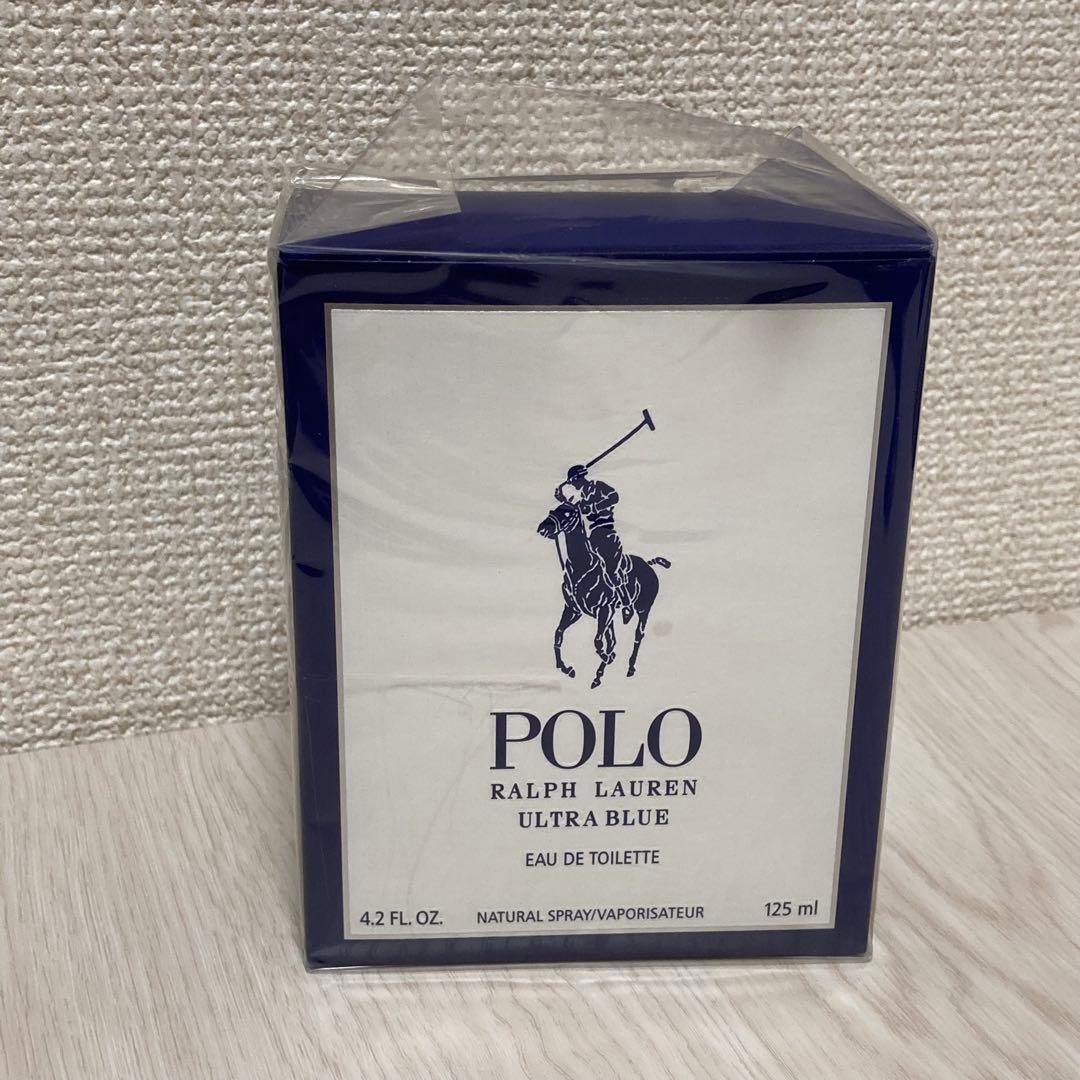 POLO
RALPH LAUREN
ULTRA BLUE
EAU DE TOILETTE
4.2 FL. OZ. NATURAL SPRAY/VAPORISATEUR 125 ml